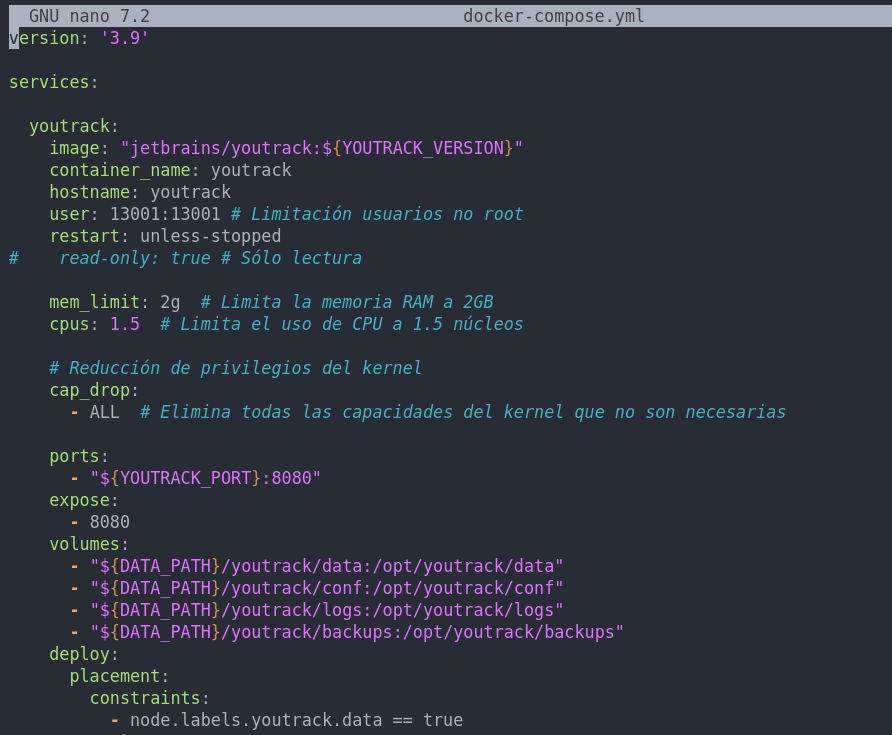 GNU nano 7.2 docker-compose.yml
version: '3.9'
services:
youtrack:
image: "jetbrains/youtrack:${YOUTRACK_VERSION}"
container_name: youtrack
hostname: youtrack
user: 13001:13001 # Limitación usuarios no root
restart: unless-stopped
#    read-only: true # Sólo lectura
mem_limit: 2g  # Limita la memoria RAM a 2GB
cpus: 1.5  # Limita el uso de CPU a 1.5 núcleos
# Reducción de privilegios del kernel
cap_drop:
- ALL  # Elimina todas las capacidades del kernel que no son necesarias
ports:
- "${YOUTRACK_PORT}:8080"
expose:
- 8080
volumes:
- "${DATA_PATH}/youtrack/data:/opt/youtrack/data"
- "${DATA_PATH}/youtrack/conf:/opt/youtrack/conf"
- "${DATA_PATH}/youtrack/logs:/opt/youtrack/logs"
- "${DATA_PATH}/youtrack/backups:/opt/youtrack/backups"
deploy:
placement:
constraints:
- node.labels.youtrack.data == true